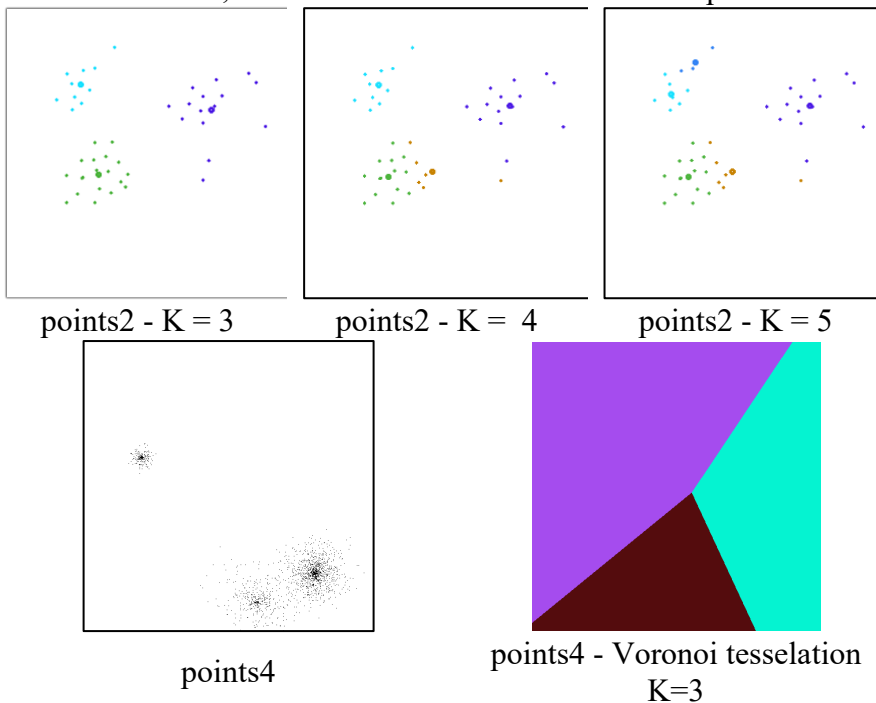 points2 - K = 3
points2 - K = 4
points2 - K = 5
points4
points4 - Voronoi tesselation
K=3